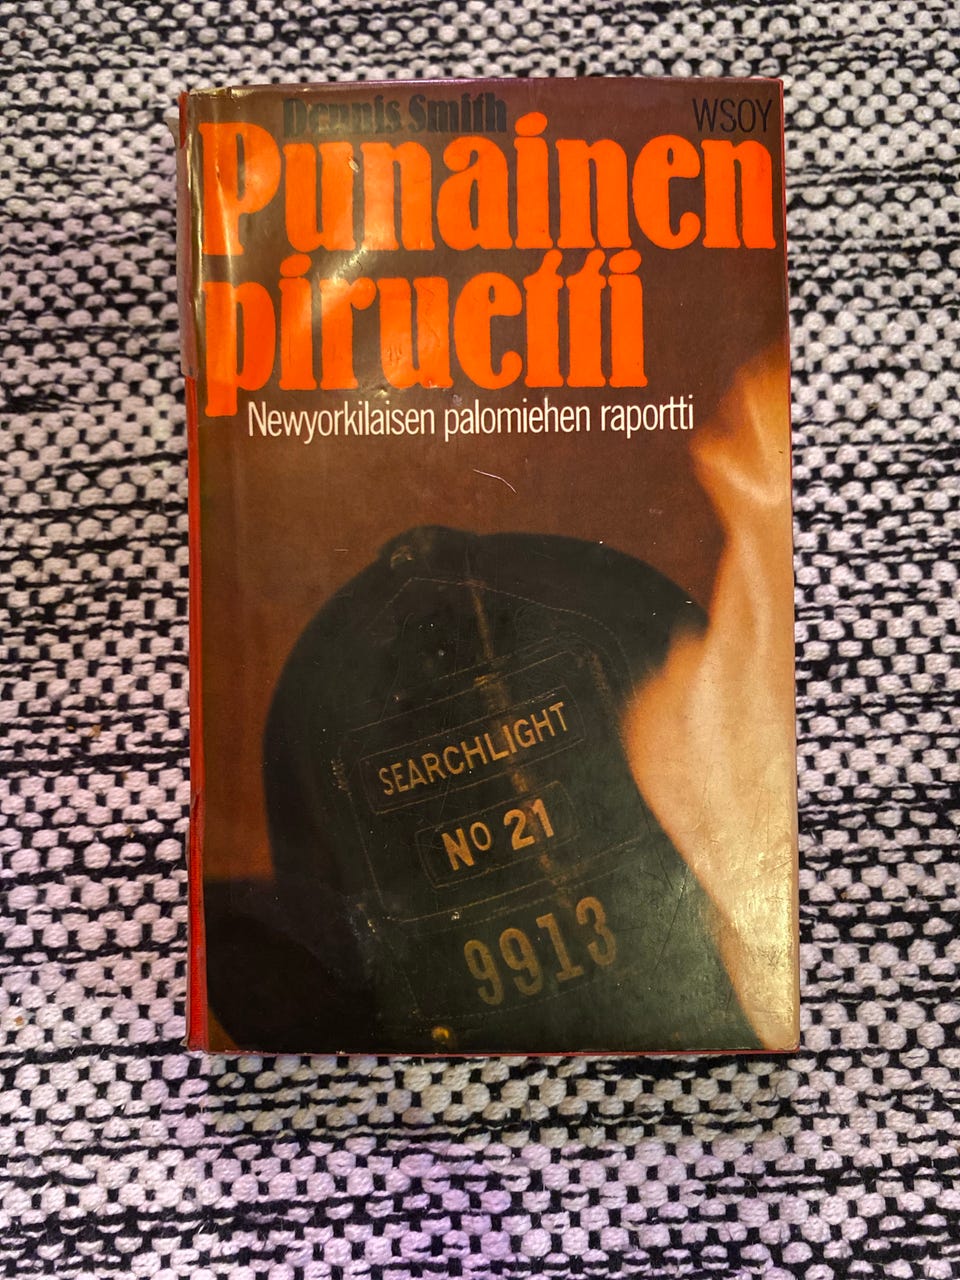 Dennis Smith
WSOY
Punainen
piruetti
Newyorkilaisen palomiehen raportti
SEARCHLIGHT
NO 21
9913